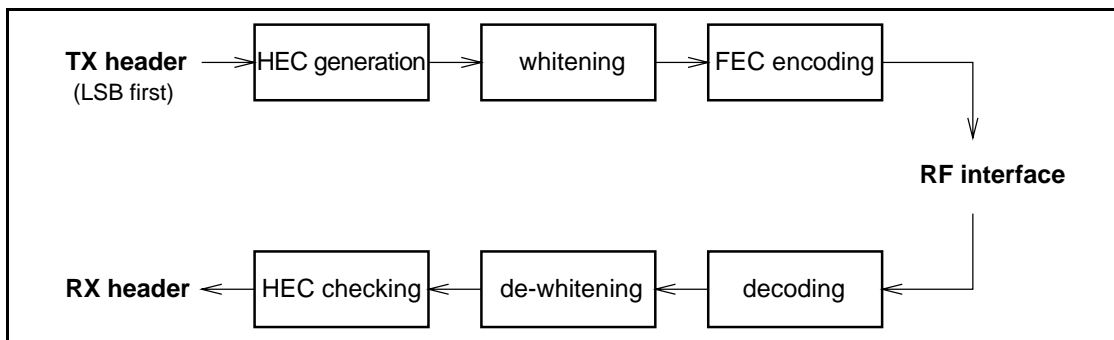 TX header
(LSB first)
HEC generation
whitening
FEC encoding
RF interface
RX header
HEC checking
de-whitening
decoding